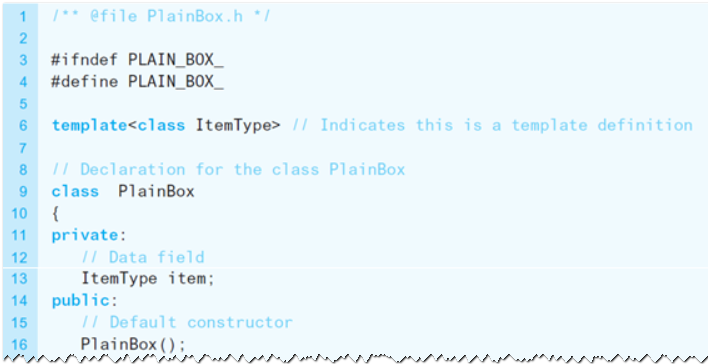 1 /** @file PlainBox.h */
2
3 #ifndef PLAIN_BOX_
4 #define PLAIN_BOX_
5
6 template<class ItemType> // Indicates this is a template definition
7
8 // Declaration for the class PlainBox
9 class PlainBox
10 {
11 private:
12 // Data field
13 ItemType item;
14 public:
15 // Default constructor
16 PlainBox();